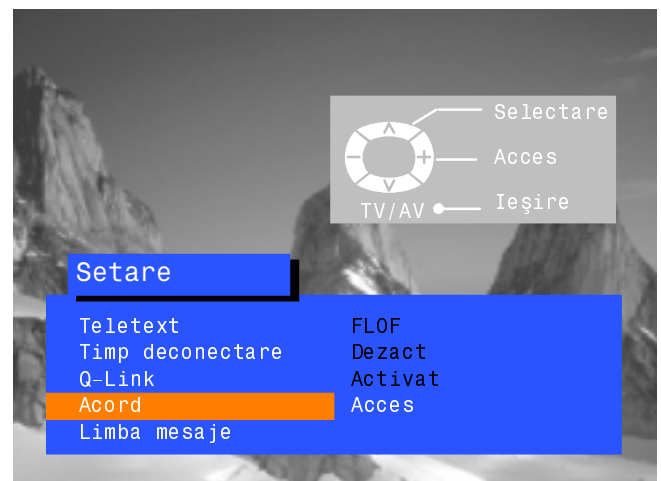 Selectare
Acces
TV/AV Ieşire
Setare
Teletext FLOF
Timp deconectare Dezact
Q-Link Activat
Acord Acces
Limba mesaje